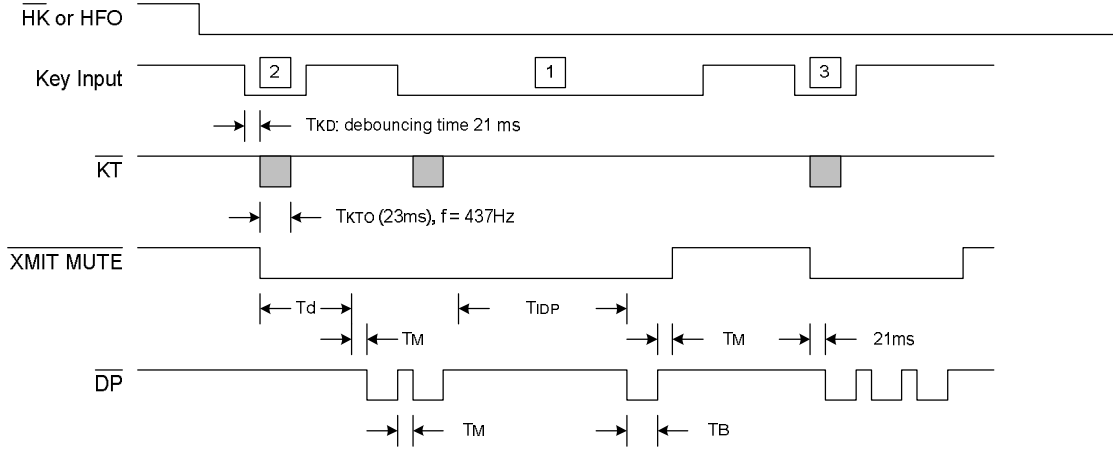 HK or HFO
Key Input
2
1
3
TKD: debouncing time 21 ms
KT
TKTO (23ms), f = 437Hz
XMIT MUTE
Td
TIDP
TM
TM
21ms
DP
TM
TB